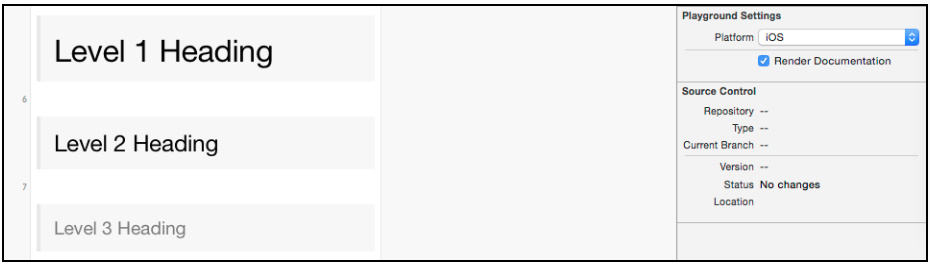 Level 1 Heading
6
Level 2 Heading
7
Level 3 Heading
Playground Settings
Platform iOS
Render Documentation
Source Control
Repository --
Type --
Current Branch --
Version --
Status No changes
Location